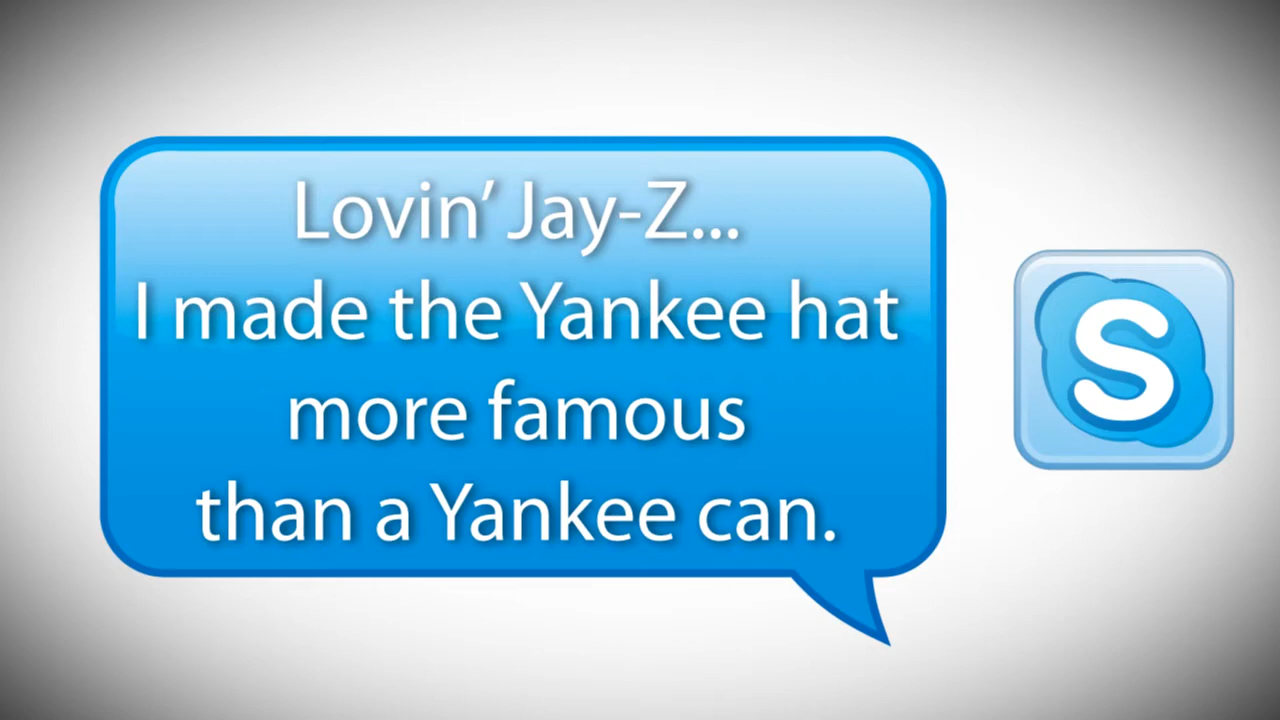 Lovin’ Jay-Z...
I made the Yankee hat
more famous
than a Yankee can.
S